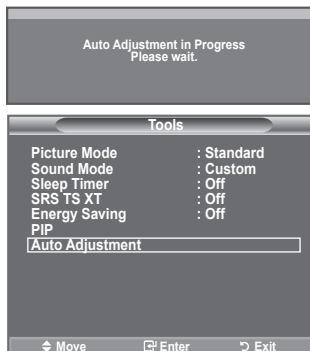 Auto Adjustment in Progress
Please wait.
Tools
Picture Mode : Standard
Sound Mode : Custom
Sleep Timer : Off
SRS TS XT : Off
Energy Saving : Off
PIP
Auto Adjustment
Move Enter Exit